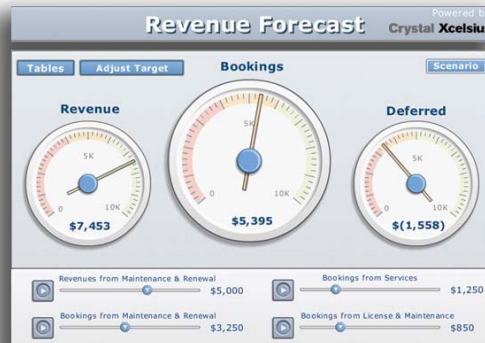 Powered by
Revenue Forecast
Crystal Xcelsius
Tables
Adjust Target
Bookings
Scenario
Revenue
5K
0
10K
$7,453
5K
0
10K
$5,395
Deferred
5K
0
10K
$(1,558)
Revenues from Maintenance & Renewal
$5,000
Bookings from Services
$1,250
Bookings from Maintenance & Renewal
$3,250
Bookings from License & Maintenance
$850